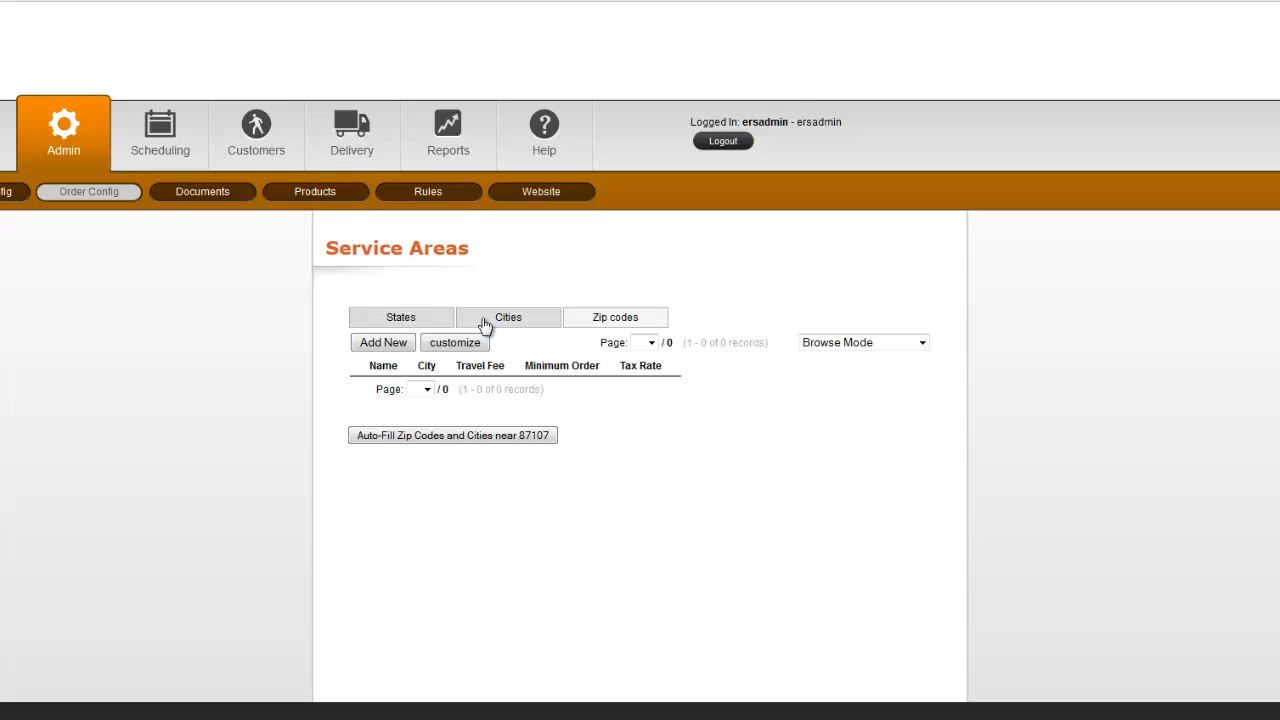 Admin Scheduling Customers Delivery Reports Help
Logged In: ersadmin - ersadmin
Logout
fig Order Config Documents Products Rules Website
Service Areas
States Cities Zip codes
Add New customize Page: / 0 (1 - 0 of 0 records) Browse Mode
Name City Travel Fee Minimum Order Tax Rate
Page: / 0 (1 - 0 of 0 records)
Auto-Fill Zip Codes and Cities near 87107